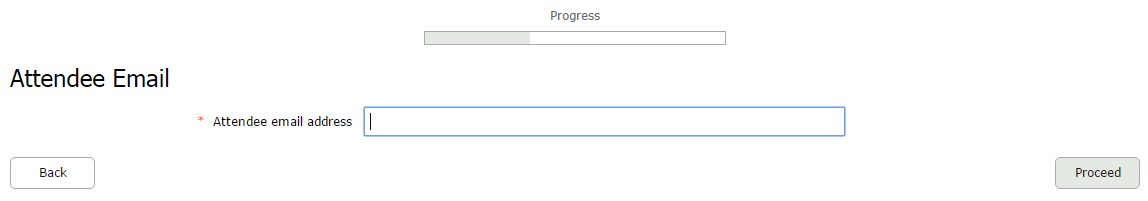 Progress
Attendee Email
* Attendee email address
Back
Proceed